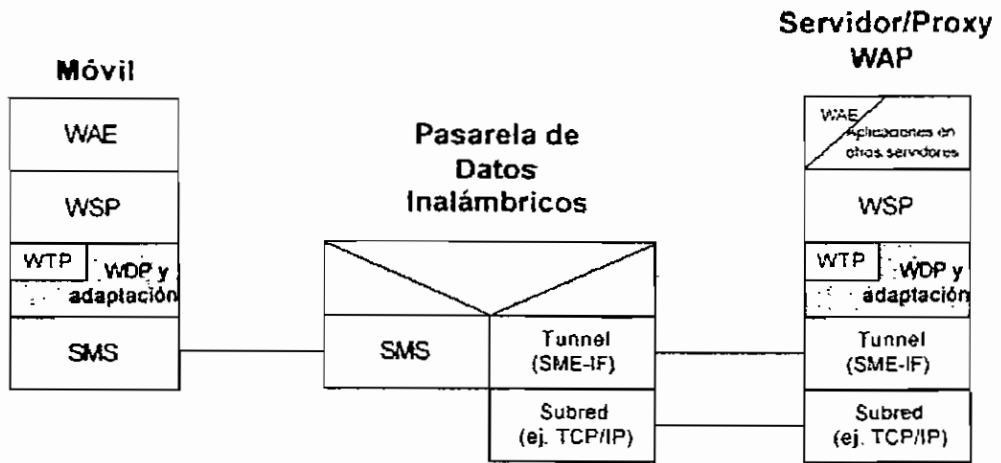 Móvil
WAE
WSP
WTP
WDP y
adaptación
SMS
Pasarela de
Datos
Inalámbricos
SMS
Tunnel
(SME-IF)
Subred
(ej. TCP/IP)
Servidor/Proxy
WAP
WAE
Aplicaciones en
otros servidores
WSP
WTP
WDP y
adaptación
Tunnel
(SME-IF)
Subred
(ej. TCP/IP)